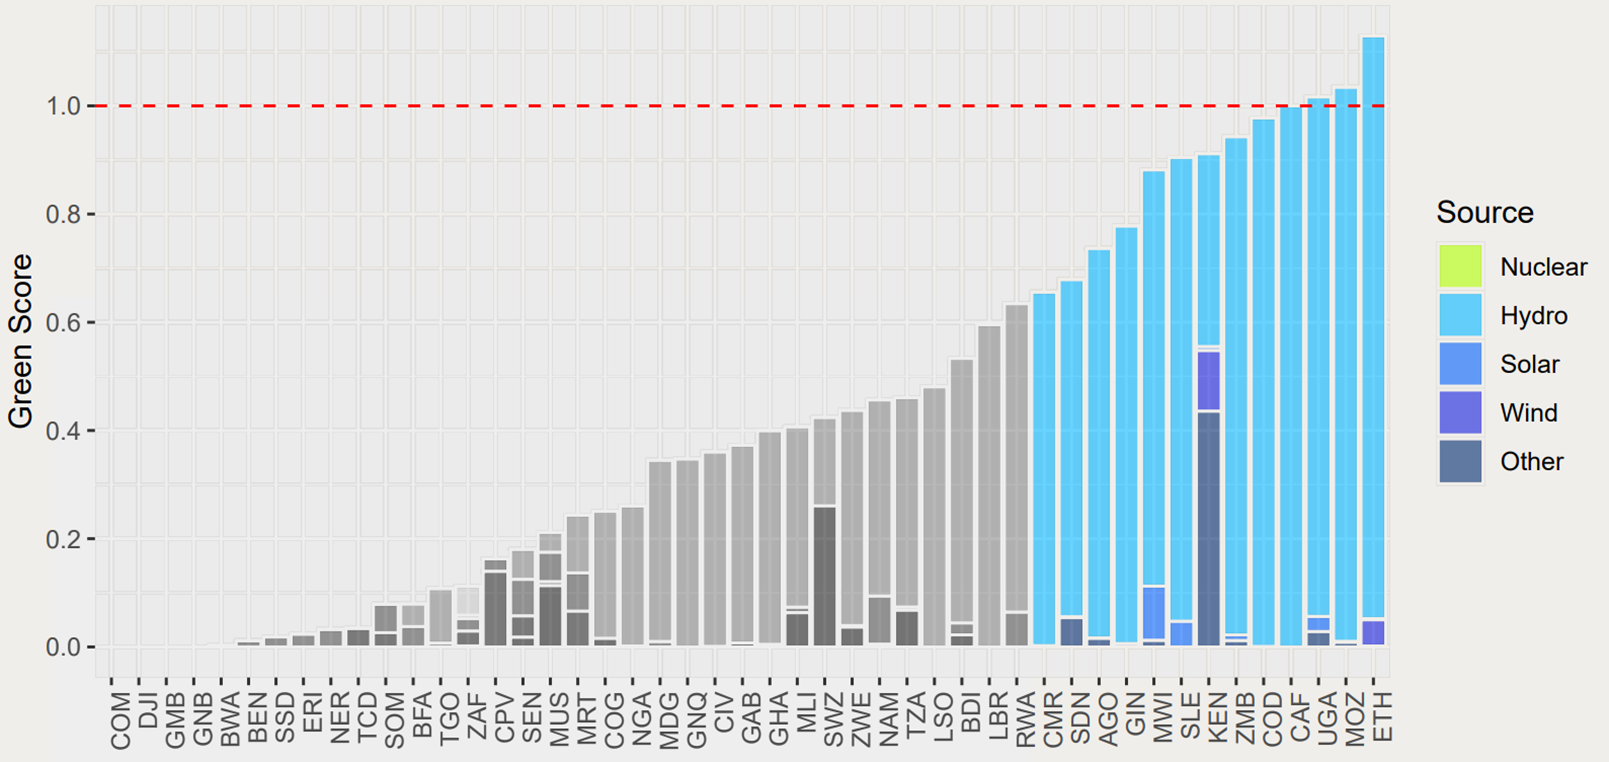 Green Score
1.0
0.8
0.6
0.4
0.2
0.0
COM DJI GMB GNB BWA BEN SSD ERI NER TCD SOM BFA TGO ZAF CPV SEN MUS MRT COG NGA MDG GNQ CIV GAB GHA MLI SWZ ZWE NAM TZA LSO BDI LBR RWA CMR SDN AGO GIN MWI SLE KEN ZMB COD CAF UGA MOZ ETH
Source
Nuclear
Hydro
Solar
Wind
Other